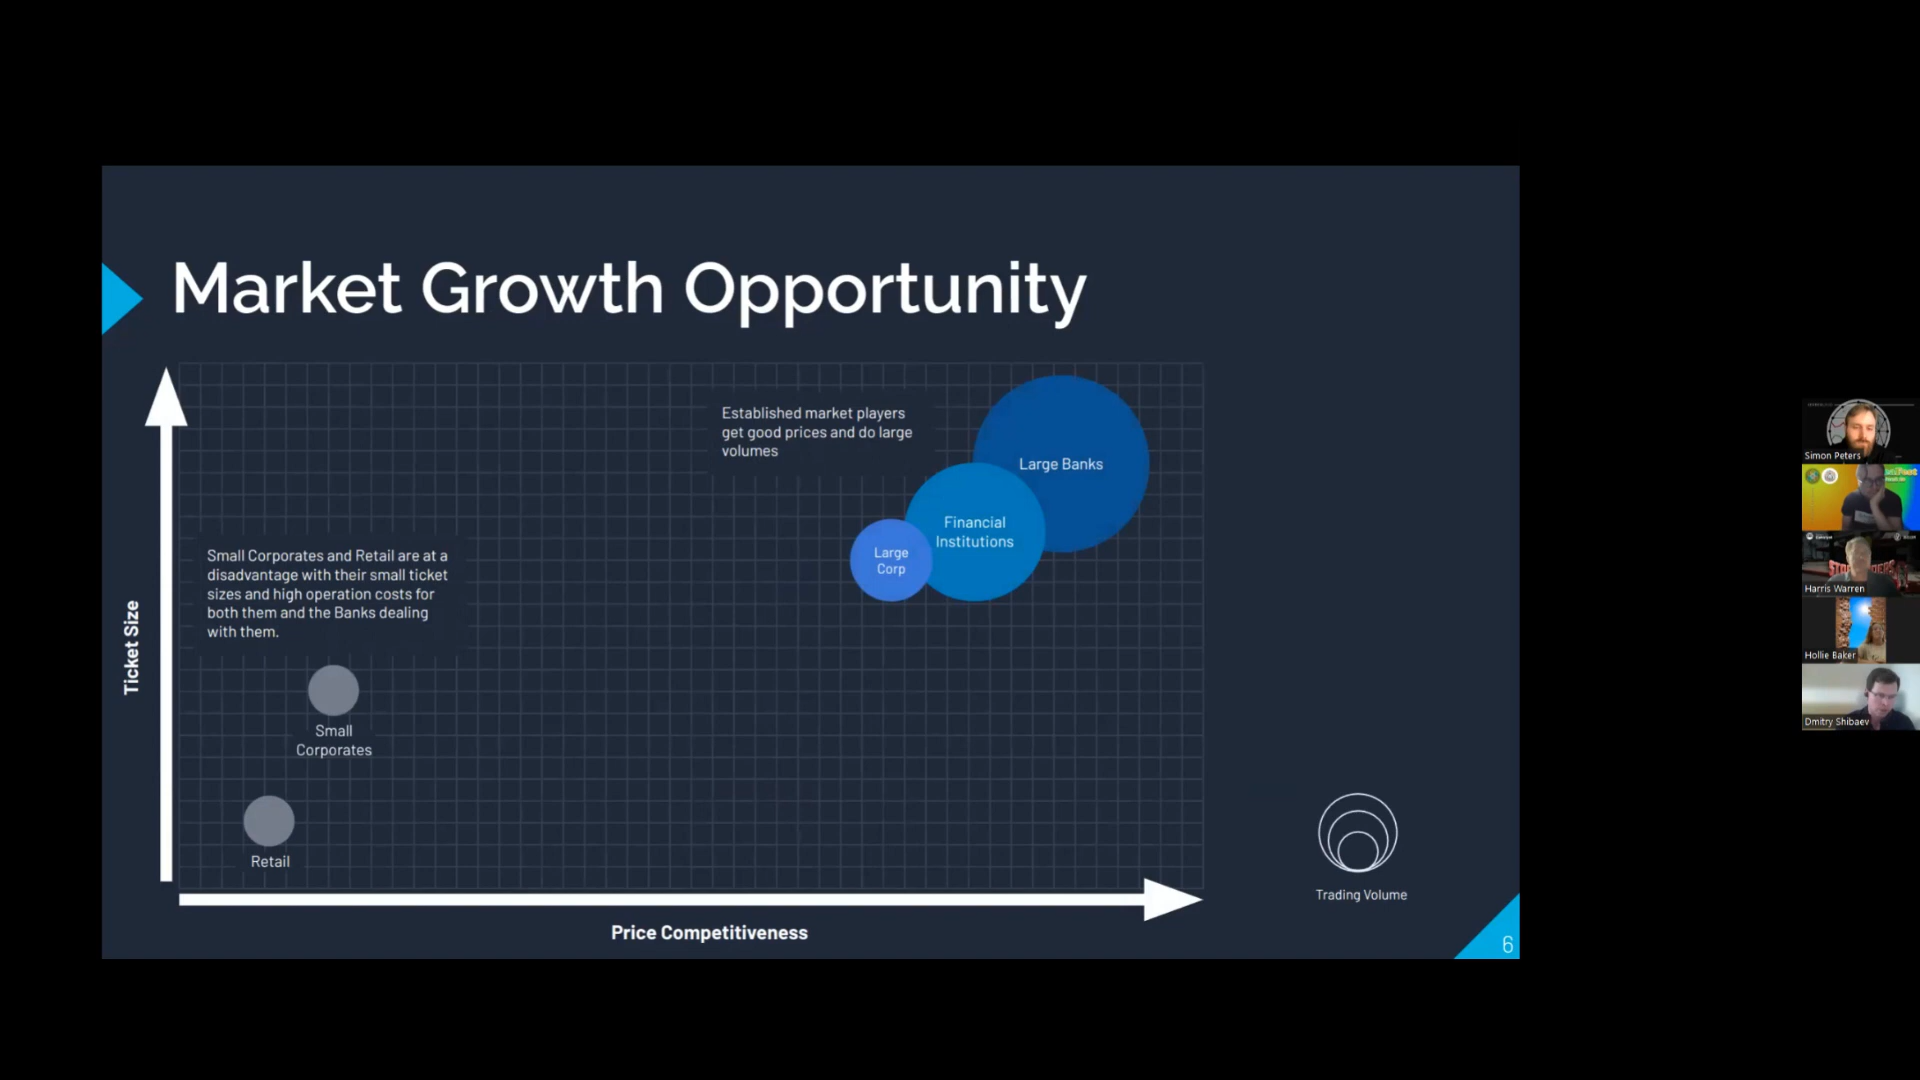 Market Growth Opportunity
Established market players
get good prices and do large
volumes
Large Banks
Financial
Institutions
Large
Corp
Small Corporates and Retail are at a
disadvantage with their small ticket
sizes and high operation costs for
both them and the Banks dealing
with them.
Ticket Size
Small
Corporates
Retail
Price Competitiveness
Trading Volume
6
Simon Peters
Harris Warren
Hollie Baker
Dmitry Shibaev